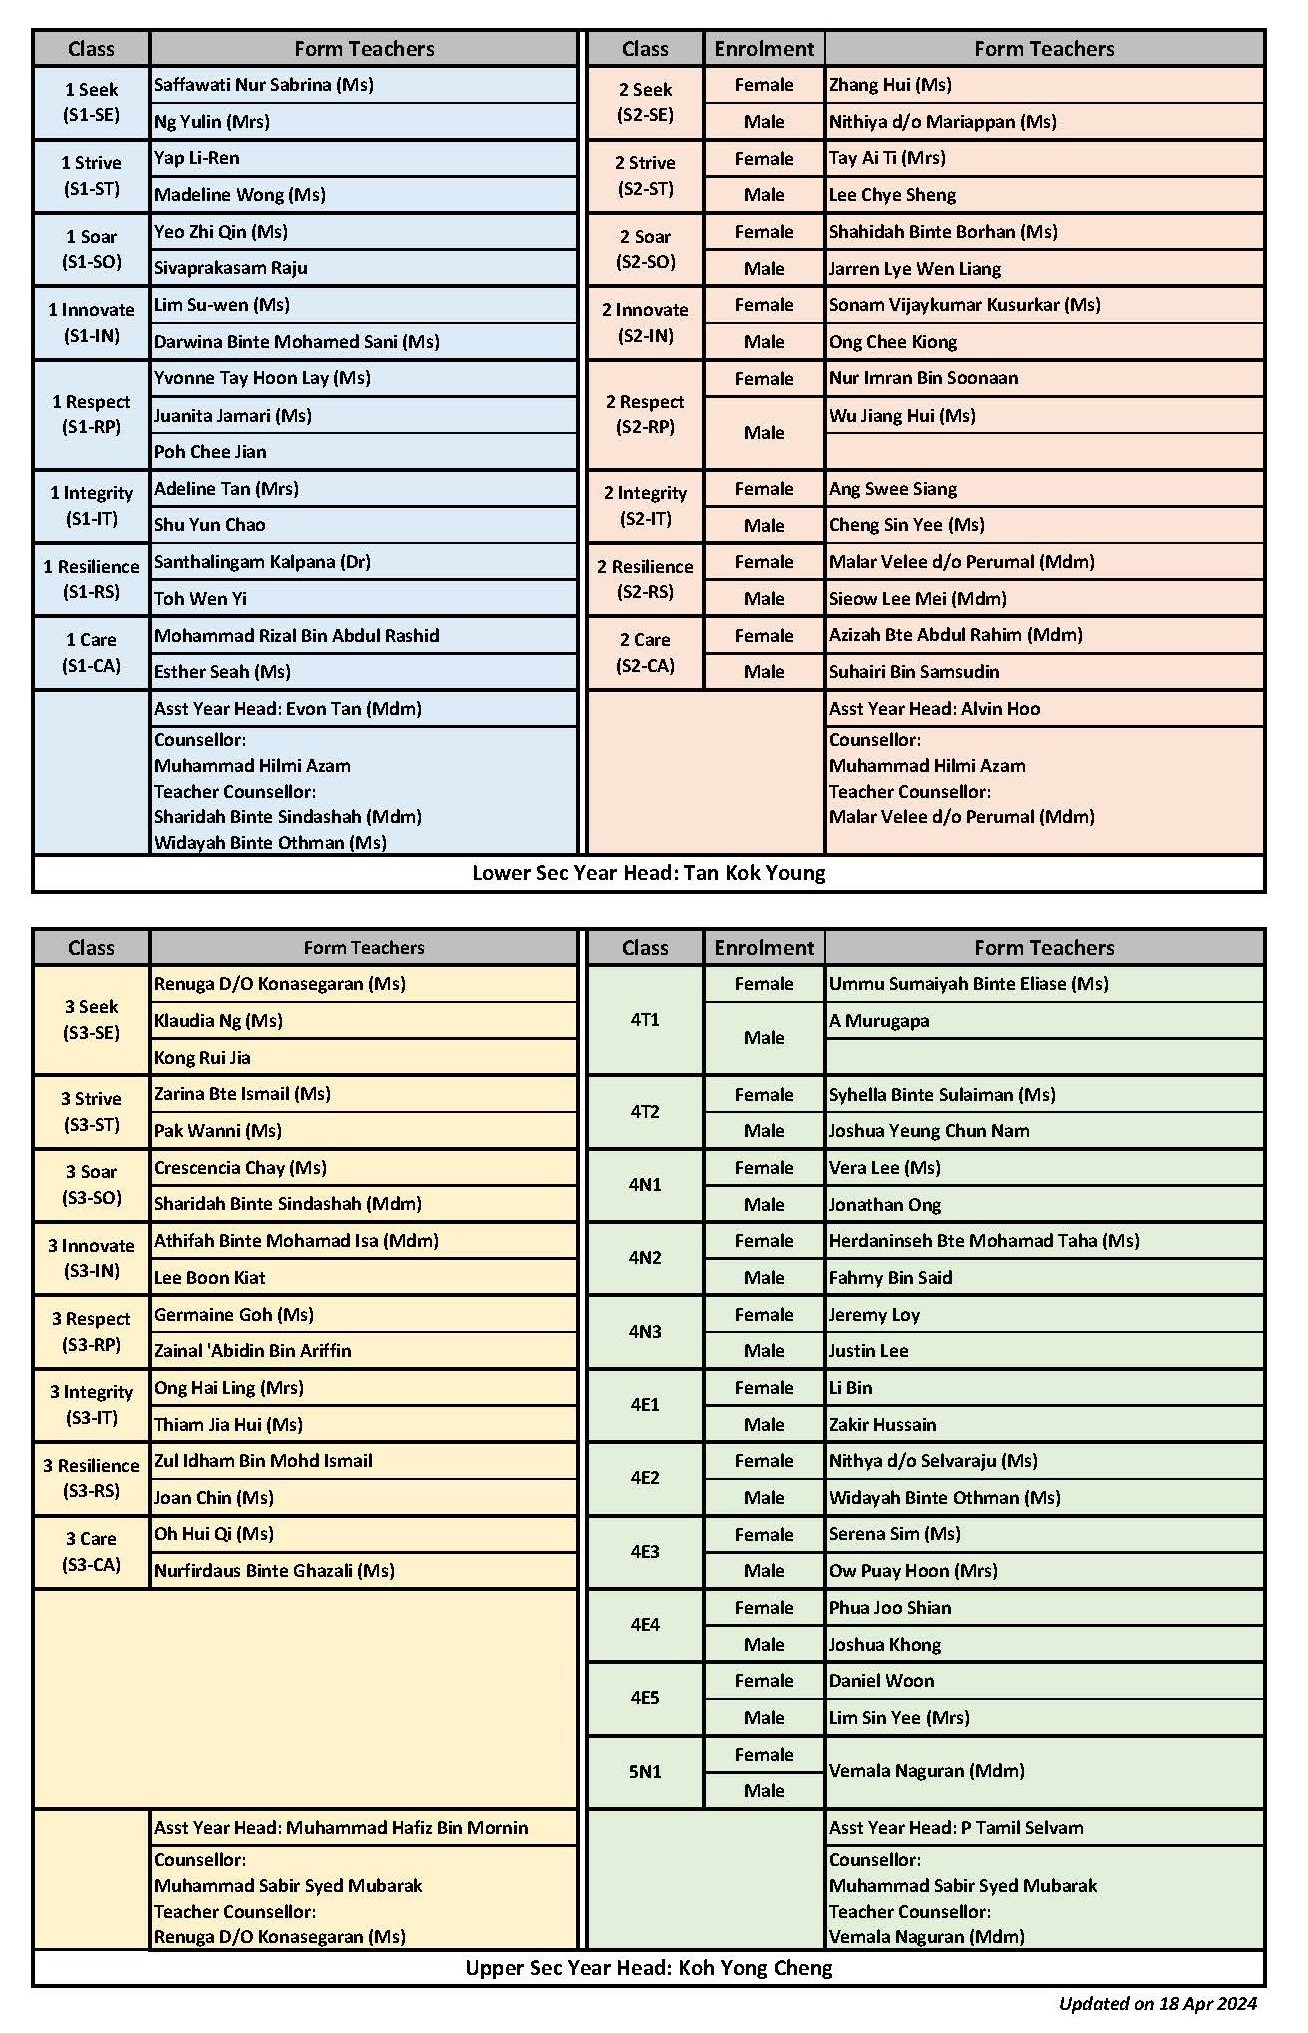 Class Form Teachers
1 Seek
(S1-SE)
Saffawati Nur Sabrina (Ms)
Ng Yulin (Mrs)
1 Strive
(S1-ST)
Yap Li-Ren
Madeline Wong (Ms)
1 Soar
(S1-SO)
Yeo Zhi Qin (Ms)
Sivaprakasam Raju
1 Innovate
(S1-IN)
Lim Su-wen (Ms)
Darwina Binte Mohamed Sani (Ms)
1 Respect
(S1-RP)
Yvonne Tay Hoon Lay (Ms)
Juanita Jamari (Ms)
Poh Chee Jian
1 Integrity
(S1-IT)
Adeline Tan (Mrs)
Shu Yun Chao
1 Resilience
(S1-RS)
Santhalingam Kalpana (Dr)
Toh Wen Yi
1 Care
(S1-CA)
Mohammad Rizal Bin Abdul Rashid
Esther Seah (Ms)
Asst Year Head: Evon Tan (Mdm)
Counsellor:
Muhammad Hilmi Azam
Teacher Counsellor:
Sharidah Binte Sindashah (Mdm)
Widayah Binte Othman (Ms)
Class Enrolment Form Teachers
2 Seek
(S2-SE)
Female Zhang Hui (Ms)
Male Nithiya d/o Mariappan (Ms)
2 Strive
(S2-ST)
Female Tay Ai Ti (Mrs)
Male Lee Chye Sheng
2 Soar
(S2-SO)
Female Shahidah Binte Borhan (Ms)
Male Jarren Lye Wen Liang
2 Innovate
(S2-IN)
Female Sonam Vijaykumar Kusurkar (Ms)
Male Ong Chee Kiong
2 Respect
(S2-RP)
Female Nur Imran Bin Soonaan
Male Wu Jiang Hui (Ms)
2 Integrity
(S2-IT)
Female Ang Swee Siang
Male Cheng Sin Yee (Ms)
2 Resilience
(S2-RS)
Female Malar Velee d/o Perumal (Mdm)
Male Sieow Lee Mei (Mdm)
2 Care
(S2-CA)
Female Azizah Bte Abdul Rahim (Mdm)
Male Suhairi Bin Samsudin
Asst Year Head: Alvin Hoo
Counsellor:
Muhammad Hilmi Azam
Teacher Counsellor:
Malar Velee d/o Perumal (Mdm)
Lower Sec Year Head: Tan Kok Young
Class Form Teachers
3 Seek
(S3-SE)
Renuga D/O Konasegaran (Ms)
Klaudia Ng (Ms)
Kong Rui Jia
3 Strive
(S3-ST)
Zarina Bte Ismail (Ms)
Pak Wanni (Ms)
3 Soar
(S3-SO)
Crescencia Chay (Ms)
Sharidah Binte Sindashah (Mdm)
3 Innovate
(S3-IN)
Athifah Binte Mohamad Isa (Mdm)
Lee Boon Kiat
3 Respect
(S3-RP)
Germaine Goh (Ms)
Zainal 'Abidin Bin Ariffin
3 Integrity
(S3-IT)
Ong Hai Ling (Mrs)
Thiam Jia Hui (Ms)
3 Resilience
(S3-RS)
Zul Idham Bin Mohd Ismail
Joan Chin (Ms)
3 Care
(S3-CA)
Oh Hui Qi (Ms)
Nurfirdaus Binte Ghazali (Ms)
Asst Year Head: Muhammad Hafiz Bin Mornin
Counsellor:
Muhammad Sabir Syed Mubarak
Teacher Counsellor:
Renuga D/O Konasegaran (Ms)
Class Enrolment Form Teachers
4T1
Female Ummu Sumaiyah Binte Eliase (Ms)
Male A Murugapa
4T2
Female Syhella Binte Sulaiman (Ms)
Male Joshua Yeung Chun Nam
4N1
Female Vera Lee (Ms)
Male Jonathan Ong
4N2
Female Herdaninseh Bte Mohamad Taha (Ms)
Male Fahmy Bin Said
4N3
Female Jeremy Loy
Male Justin Lee
4E1
Female Li Bin
Male Zakir Hussain
4E2
Female Nithya d/o Selvaraju (Ms)
Male Widayah Binte Othman (Ms)
4E3
Female Serena Sim (Ms)
Male Ow Puay Hoon (Mrs)
4E4
Female Phua Joo Shian
Male Joshua Khong
4E5
Female Daniel Woon
Male Lim Sin Yee (Mrs)
5N1
Female
Male
Vemala Naguran (Mdm)
Asst Year Head: P Tamil Selvam
Counsellor:
Muhammad Sabir Syed Mubarak
Teacher Counsellor:
Vemala Naguran (Mdm)
Upper Sec Year Head: Koh Yong Cheng
Updated on 18 Apr 2024